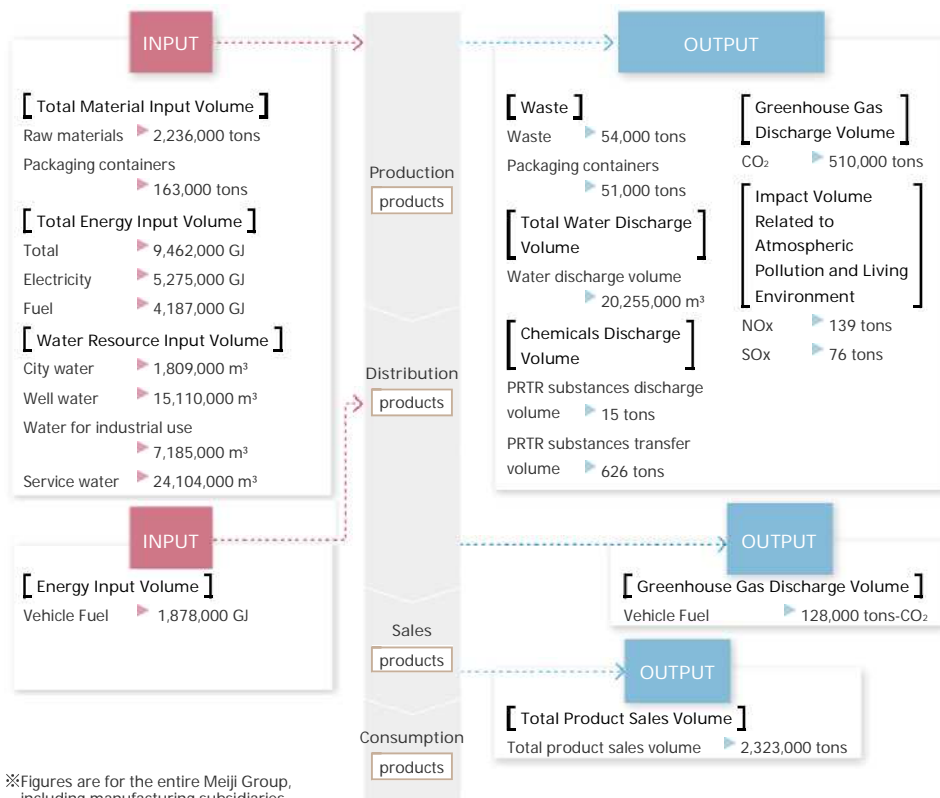 INPUT
[Total Material Input Volume]
Raw materials 2,236,000 tons
Packaging containers
163,000 tons
[Total Energy Input Volume]
Total 9,462,000 GJ
Electricity 5,275,000 GJ
Fuel 4,187,000 GJ
[Water Resource Input Volume]
City water 1,809,000 m³
Well water 15,110,000 m³
Water for industrial use
7,185,000 m³
Service water 24,104,000 m³
INPUT
[Energy Input Volume]
Vehicle Fuel 1,878,000 GJ
Production
products
Distribution
products
Sales
products
Consumption
products
OUTPUT
[Waste]
Waste 54,000 tons
Packaging containers
51,000 tons
[Total Water Discharge
Volume]
Water discharge volume
20,255,000 m³
[Chemicals Discharge
Volume]
PRTR substances discharge
volume 15 tons
PRTR substances transfer
volume 626 tons
[Greenhouse Gas
Discharge Volume]
CO₂ 510,000 tons
[Impact Volume
Related to
Atmospheric
Pollution and Living
Environment]
NOx 139 tons
SOx 76 tons
OUTPUT
[Greenhouse Gas Discharge Volume]
Vehicle Fuel 128,000 tons-CO₂
OUTPUT
[Total Product Sales Volume]
Total product sales volume 2,323,000 tons
※Figures are for the entire Meiji Group,
including manufacturing subsidiaries